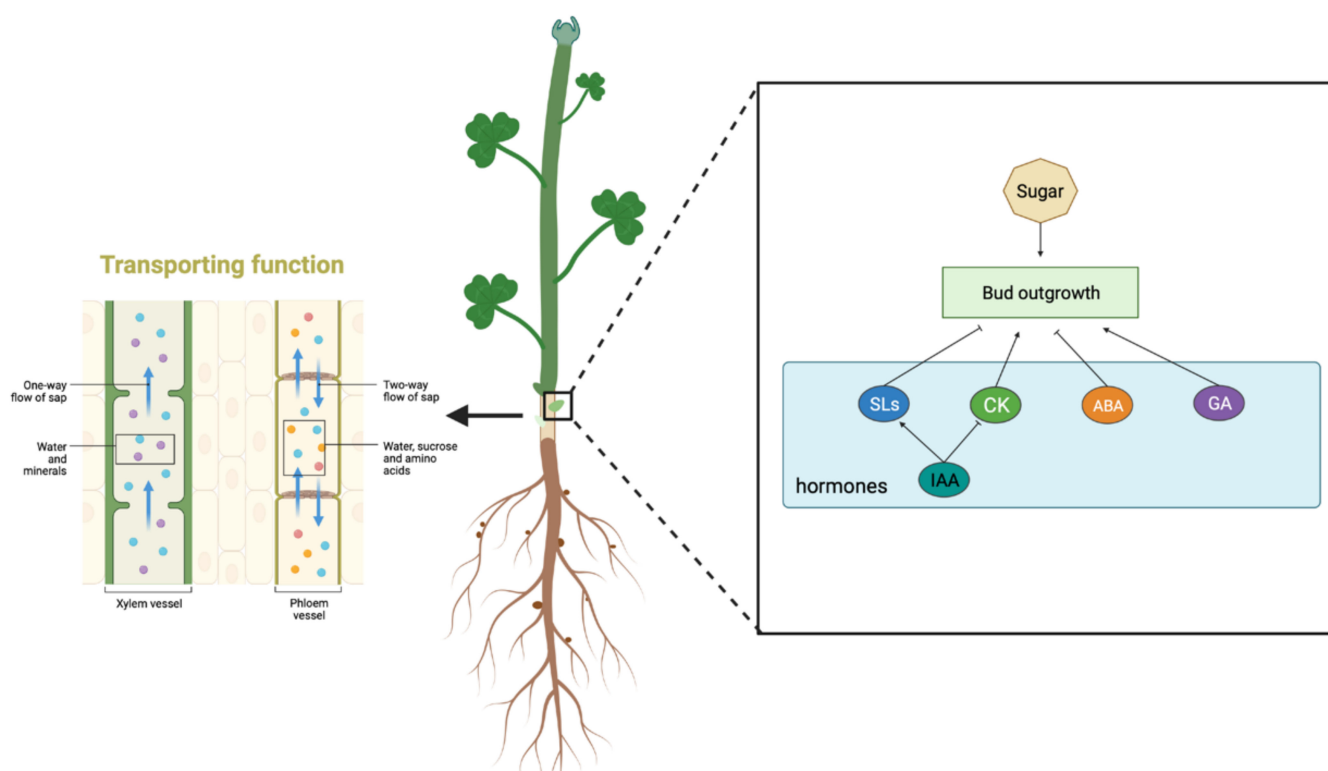 Transporting function
One-way
flow of sap
Two-way
flow of sap
Water
and
minerals
Water, sucrose
and amino
acids
Xylem vessel
Phloem
vessel
Sugar
Bud outgrowth
SLs
CK
ABA
GA
IAA
hormones